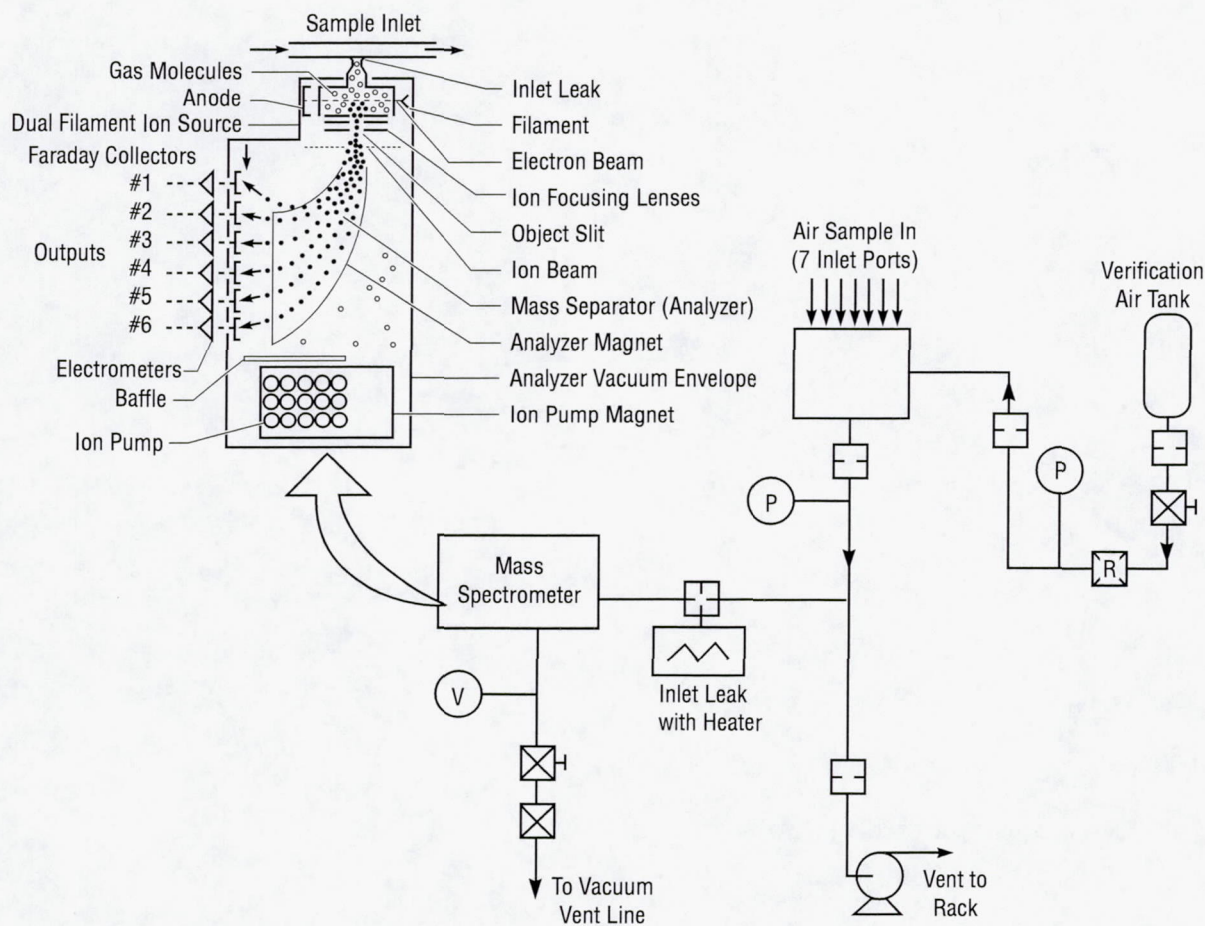 Sample Inlet
Gas Molecules
Anode
Dual Filament Ion Source
Faraday Collectors
#1
#2
#3
#4
#5
#6
Outputs
Electrometers
Baffle
Ion Pump
Inlet Leak
Filament
Electron Beam
Ion Focusing Lenses
Object Slit
Ion Beam
Mass Separator (Analyzer)
Analyzer Magnet
Analyzer Vacuum Envelope
Ion Pump Magnet
Air Sample In
(7 Inlet Ports)
Verification
Air Tank
P
P
R
Mass
Spectrometer
V
Inlet Leak
with Heater
To Vacuum
Vent Line
Vent to
Rack